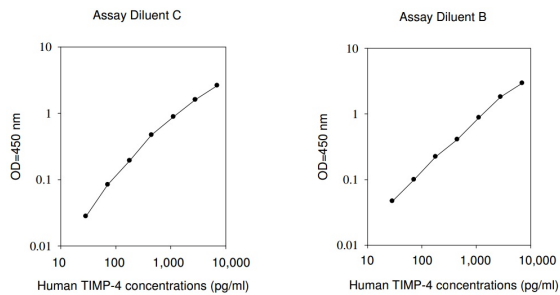 Assay Diluent C
10
1
0.1
0.01
OD=450 nm
10 100 1,000 10,000
Human TIMP-4 concentrations (pg/ml)
Assay Diluent B
10
1
0.1
0.01
OD=450 nm
10 100 1,000 10,000
Human TIMP-4 concentrations (pg/ml)